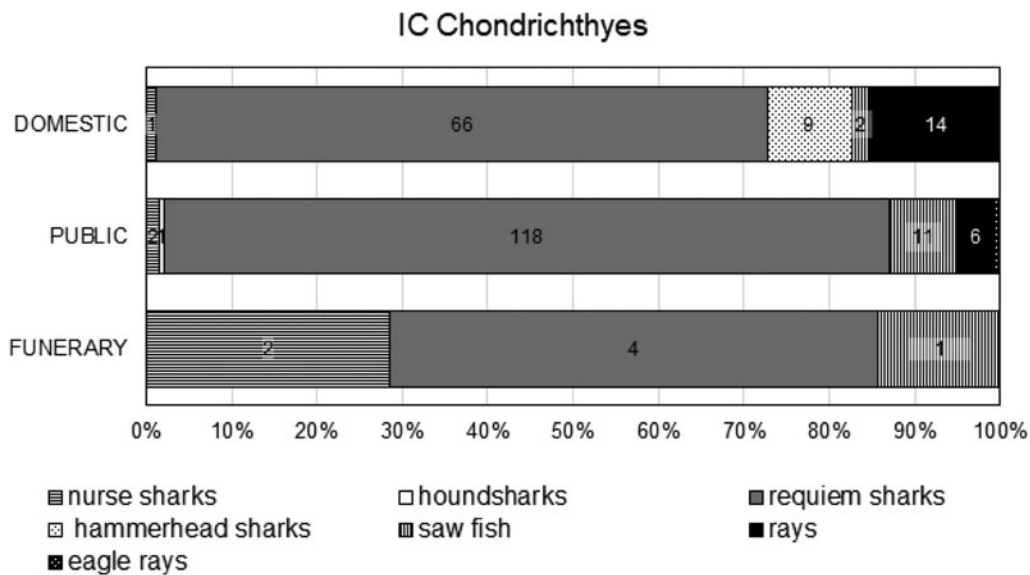 IC Chondrichthyes
DOMESTIC 1 66 9 2 14
PUBLIC 2 1 118 11 6
FUNERARY 2 4 1
0% 10% 20% 30% 40% 50% 60% 70% 80% 90% 100%
nurse sharks houndsharks requiem sharks
hammerhead sharks saw fish rays
eagle rays